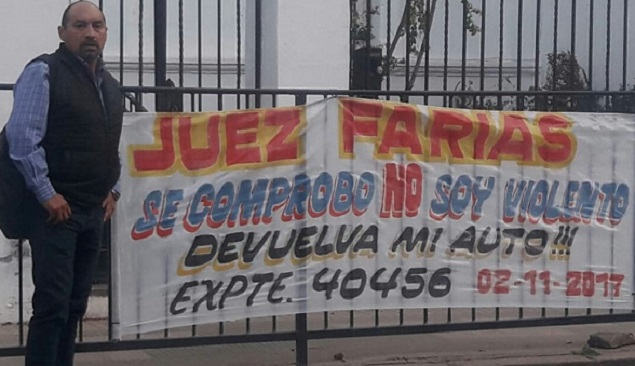 JUEZ FARIAS
SE COMPROBO NO SOY VIOLENTO
DEVUELVA MI AUTO!!!
EXPTE. 40456 02-11-2017